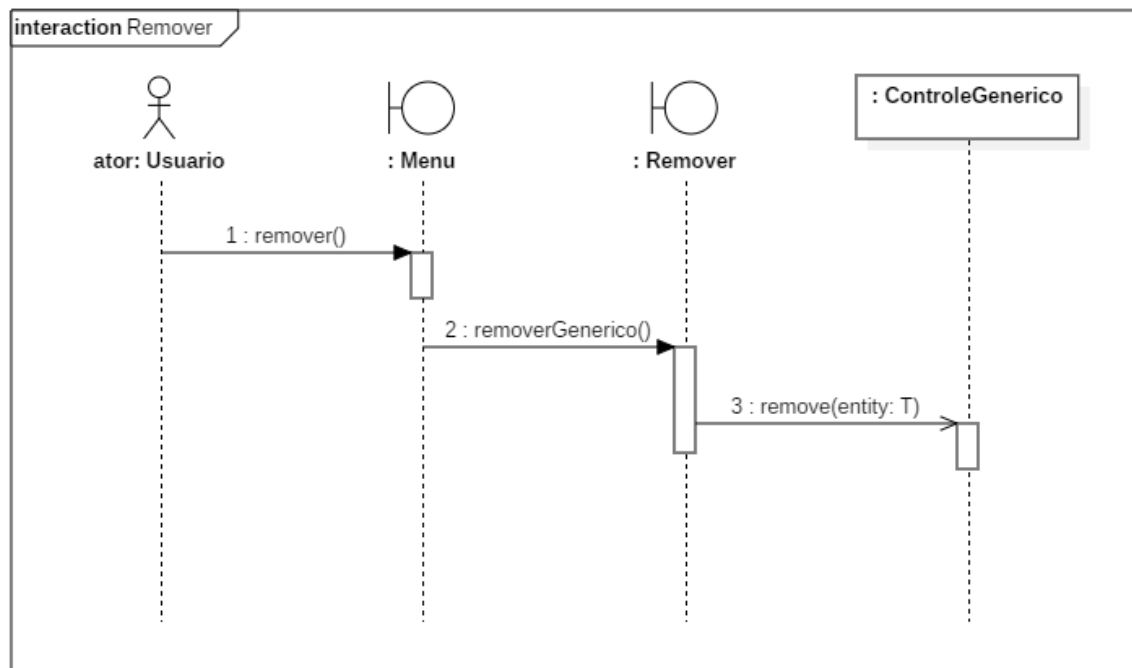 interaction Remover
ator: Usuario
: Menu
: Remover
: ControleGenerico
1 : remover()
2 : removerGenerico()
3 : remove(entity: T)